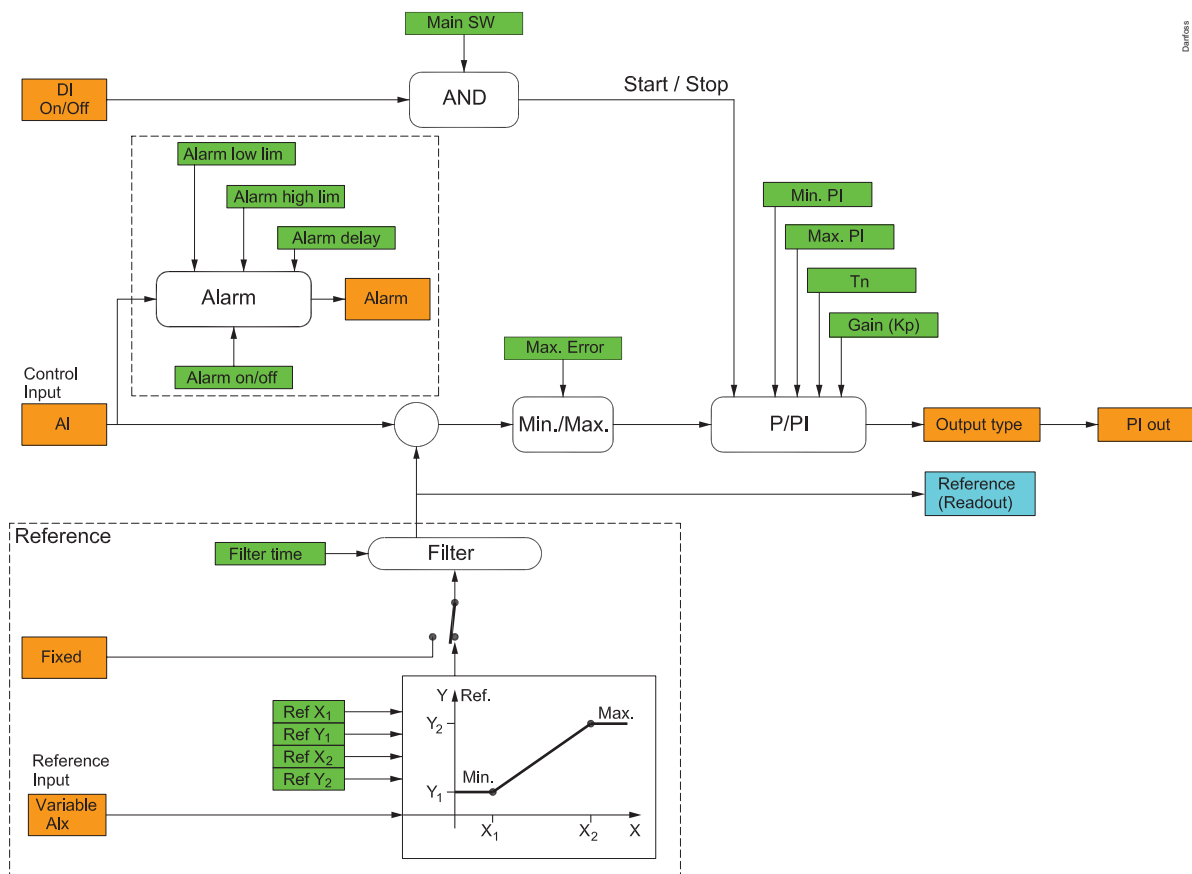 Main SW
Danfoss
DI
On/Off
AND
Start / Stop
Alarm low lim
Alarm high lim
Alarm delay
Alarm
Alarm
Alarm on/off
Min. PI
Max. PI
Tn
Gain (Kp)
Max. Error
Control
Input
AI
Min./Max.
P/PI
Output type
PI out
Reference
(Readout)
Reference
Filter time
Filter
Fixed
Y
Ref.
Ref X₁
Ref Y₁
Ref X₂
Ref Y₂
Y₂
Max.
Min.
Y₁
X₁
X₂
X
Reference
Input
Variable
AIx